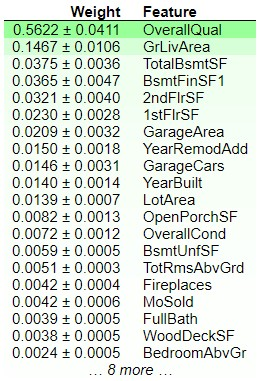 Weight Feature
0.5622 ± 0.0411 OverallQual
0.1467 ± 0.0106 GrLivArea
0.0375 ± 0.0036 TotalBsmtSF
0.0365 ± 0.0047 BsmtFinSF1
0.0321 ± 0.0040 2ndFlrSF
0.0230 ± 0.0028 1stFlrSF
0.0209 ± 0.0032 GarageArea
0.0150 ± 0.0018 YearRemodAdd
0.0146 ± 0.0031 GarageCars
0.0140 ± 0.0014 YearBuilt
0.0139 ± 0.0007 LotArea
0.0082 ± 0.0013 OpenPorchSF
0.0072 ± 0.0012 OverallCond
0.0059 ± 0.0005 BsmtUnfSF
0.0051 ± 0.0003 TotRmsAbvGrd
0.0042 ± 0.0004 Fireplaces
0.0042 ± 0.0006 MoSold
0.0039 ± 0.0005 FullBath
0.0038 ± 0.0005 WoodDeckSF
0.0024 ± 0.0005 BedroomAbvGr
… 8 more …